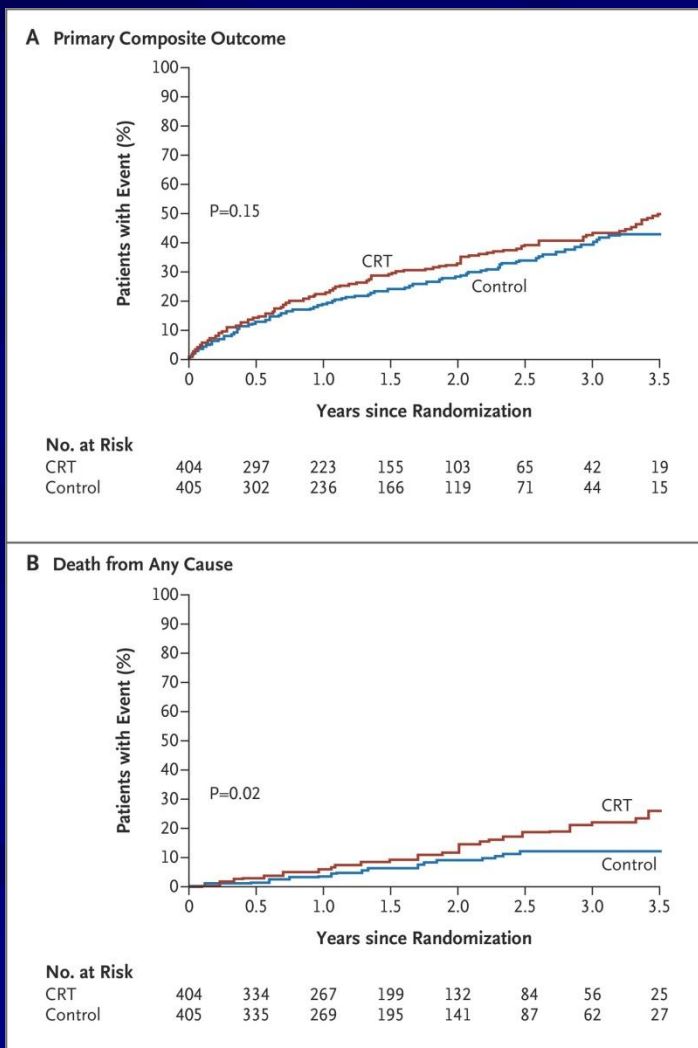 A Primary Composite Outcome
100
90
80
70
60
50
40
30
20
10
0
Patients with Event (%)
P=0.15
CRT
Control
0 0.5 1.0 1.5 2.0 2.5 3.0 3.5
Years since Randomization
No. at Risk
CRT 404 297 223 155 103 65 42 19
Control 405 302 236 166 119 71 44 15
B Death from Any Cause
100
90
80
70
60
50
40
30
20
10
0
Patients with Event (%)
P=0.02
CRT
Control
0 0.5 1.0 1.5 2.0 2.5 3.0 3.5
Years since Randomization
No. at Risk
CRT 404 334 267 199 132 84 56 25
Control 405 335 269 195 141 87 62 27